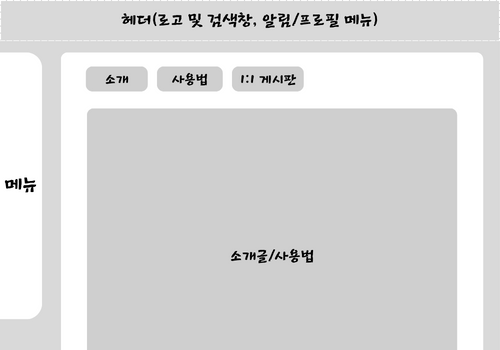 헤더(로고 및 검색창, 알림/프로필 메뉴)
소개
사용법
1:1 게시판
메뉴
소개글/사용법